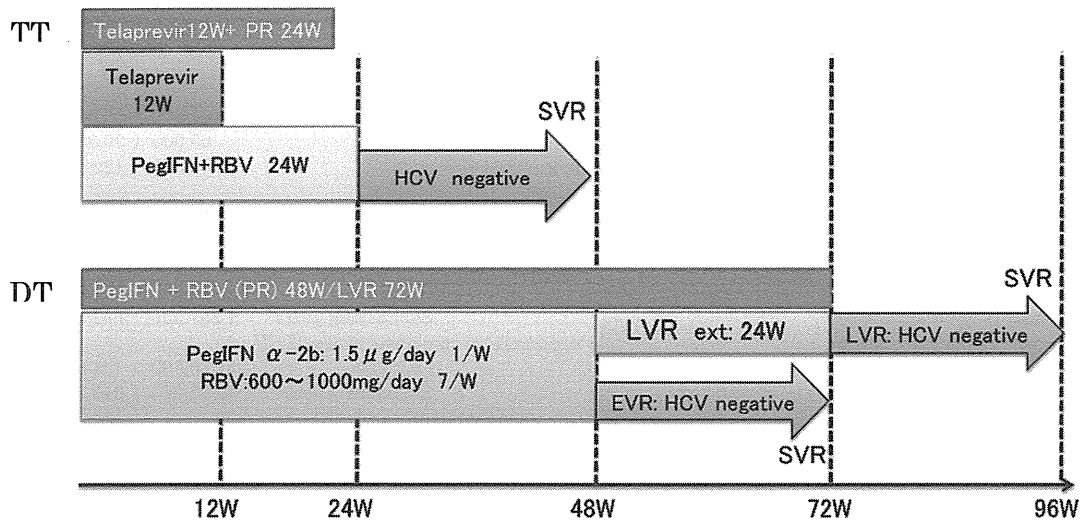 TT
Telaprevir12W+ PR 24W
Telaprevir
12W
SVR
PegIFN+RBV 24W
HCV negative
DT
PegIFN + RBV (PR) 48W/LVR 72W
SVR
PegIFN α-2b: 1.5μg/day 1/W
RBV:600~1000mg/day 7/W
LVR ext: 24W
LVR: HCV negative
EVR: HCV negative
SVR
12W
24W
48W
72W
96W